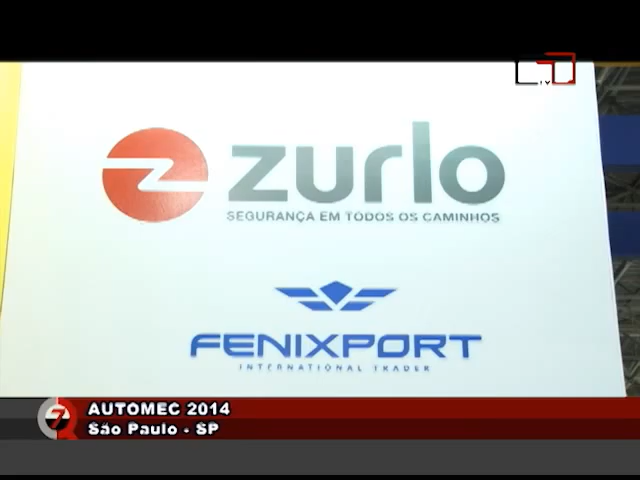 zurlo
SEGURANÇA EM TODOS OS CAMINHOS
FENIXPORT
INTERNATIONAL TRADER
AUTOMEC 2014
São Paulo - SP